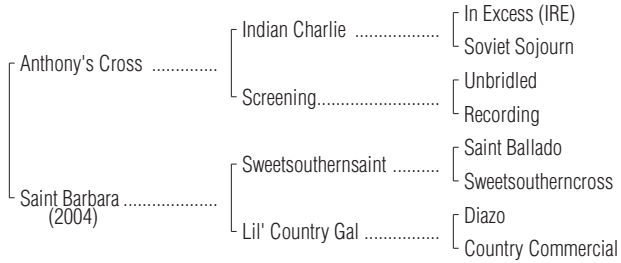 In Excess (IRE)
Indian Charlie ...................
Soviet Sojourn
Anthony's Cross ..............
Unbridled
Screening............................
Recording
Saint Ballado
Sweetsouthernsaint ..........
Sweetsoutherncross
Saint Barbara .....................
(2004)
Diazo
Lil' Country Gal .................
Country Commercial